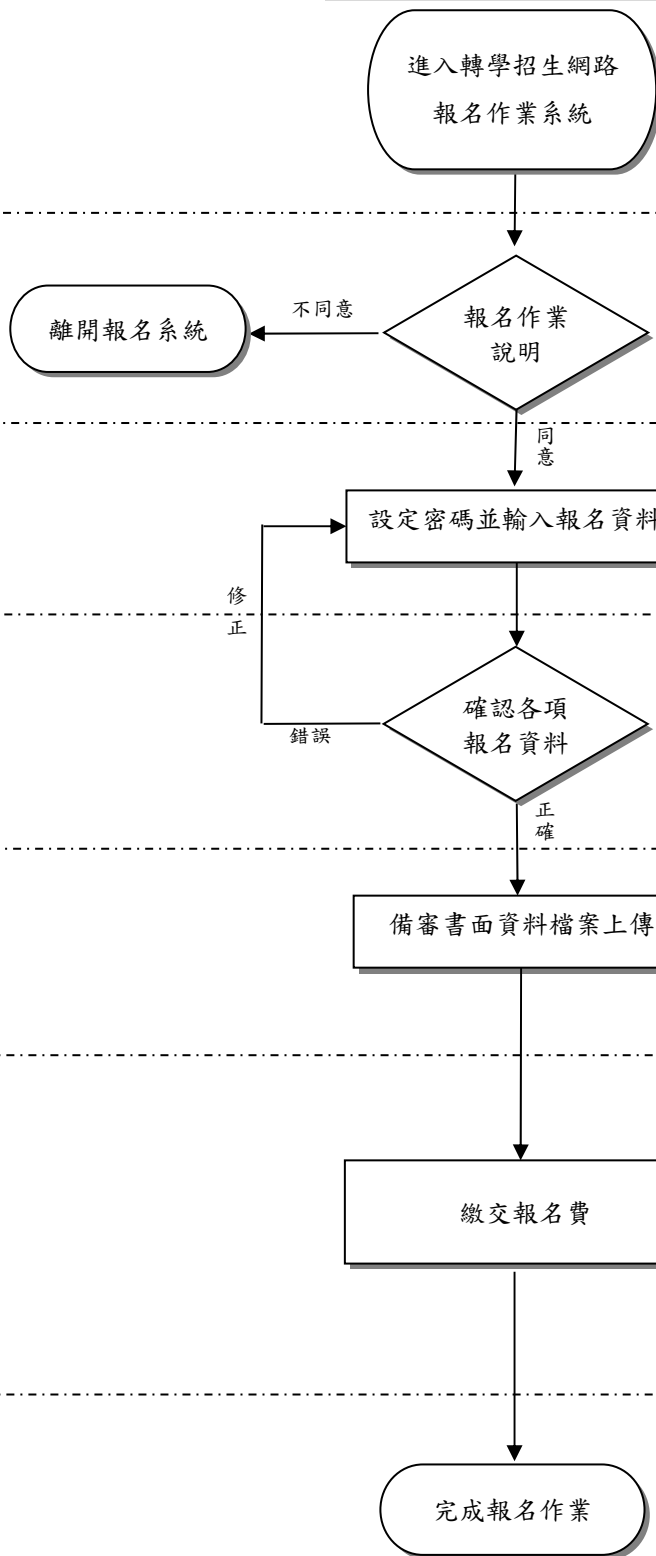 進入轉學招生網路
報名作業系統
離開報名系統
不同意
報名作業
說明
同
意
設定密碼並輸入報名資料
修
正
確認各項
報名資料
錯誤
正
確
備審書面資料檔案上傳
繳交報名費
完成報名作業